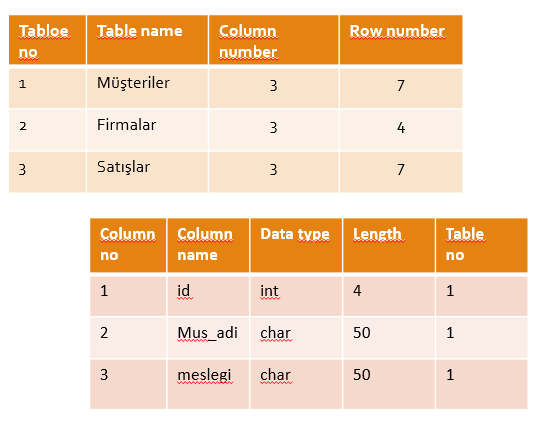 Tabloe no Table name Column number Row number
1 Müşteriler 3 7
2 Firmalar 3 4
3 Satışlar 3 7
Column no Column name Data type Length Table no
1 id int 4 1
2 Mus_adi char 50 1
3 meslegi char 50 1